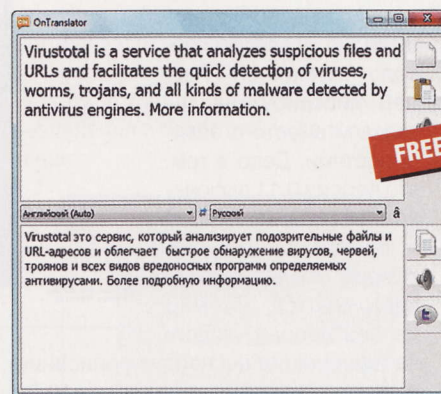 OnTranslator
Virustotal is a service that analyzes suspicious files and
URLs and facilitates the quick detection of viruses,
worms, trojans, and all kinds of malware detected by
antivirus engines. More information.
FREE
Английский (Auto)
Русский
â
Virustotal это сервис, который анализирует подозрительные файлы и
URL-адресов и облегчает быстрое обнаружение вирусов, червей,
троянов и всех видов вредоносных программ определяемых
антивирусами. Более подробную информацию.